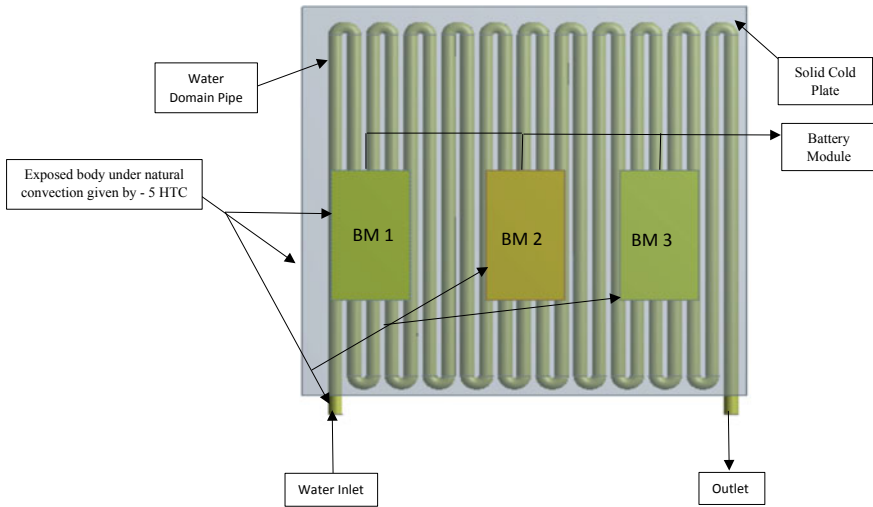 Water
Domain Pipe
Solid Cold
Plate
Battery
Module
Exposed body under natural
convection given by - 5 HTC
BM 1
BM 2
BM 3
Water Inlet
Outlet